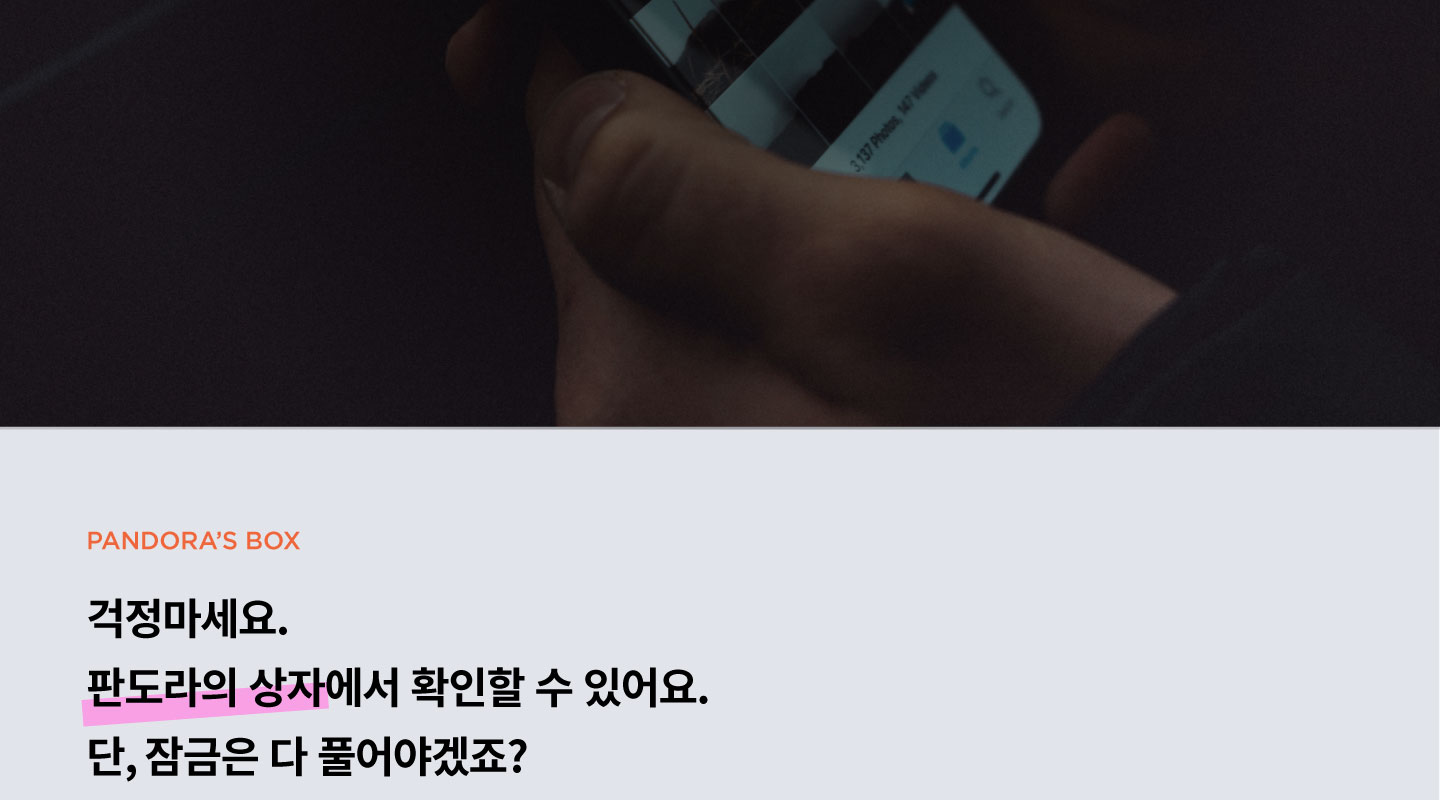 3,137 Photos, 147 Videos
PANDORA’S BOX
걱정마세요.
판도라의 상자에서 확인할 수 있어요.
단, 잠금은 다 풀어야겠죠?